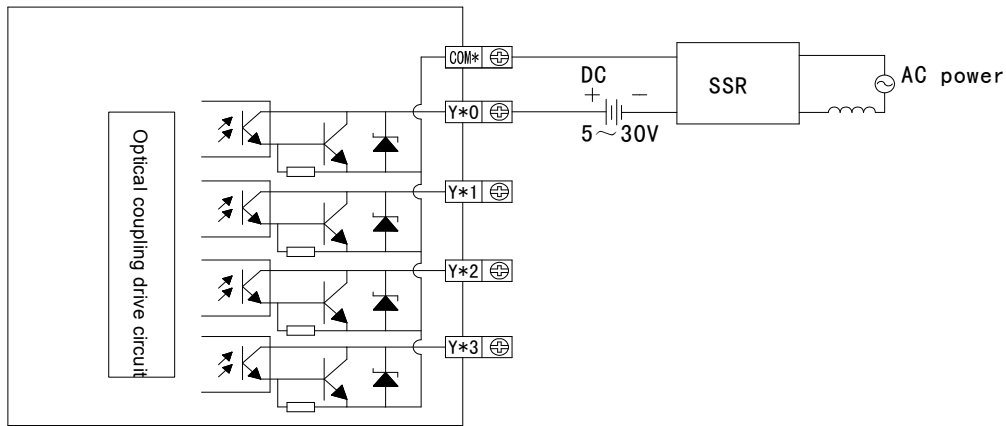 COM*
DC
+ −
5～30V
SSR
AC power
Y*0
Y*1
Y*2
Y*3
Optical coupling drive circuit